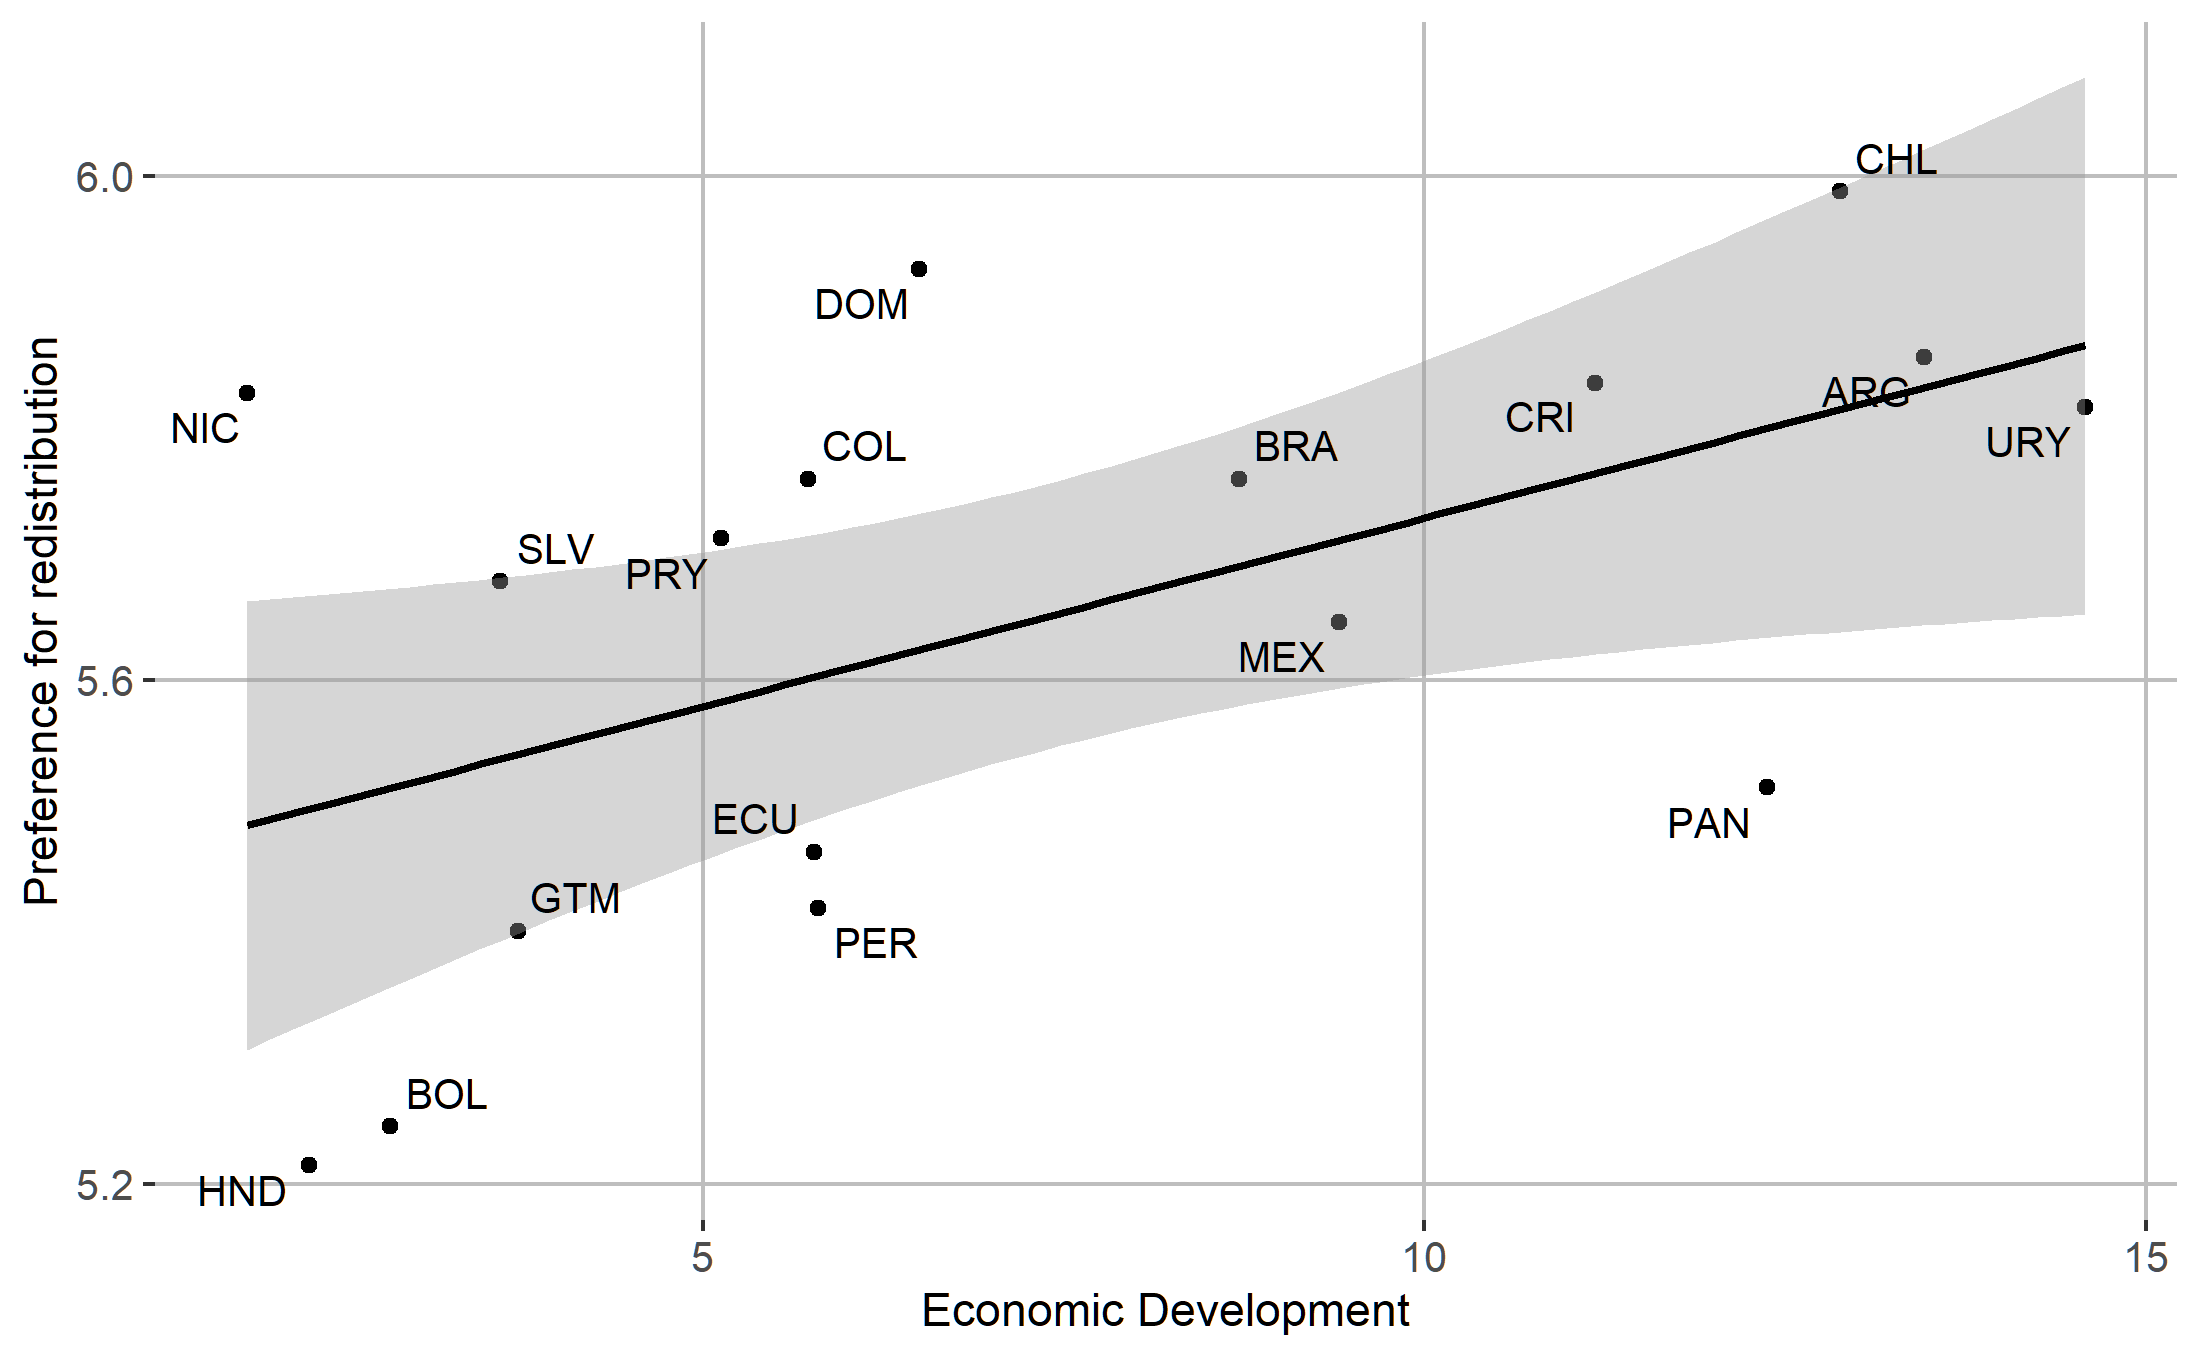 Preference for redistribution
6.0
5.6
5.2
CHL
DOM
NIC
ARG
CRI
COL
BRA
URY
SLV
PRY
MEX
ECU
PAN
GTM
PER
BOL
HND
5
10
15
Economic Development